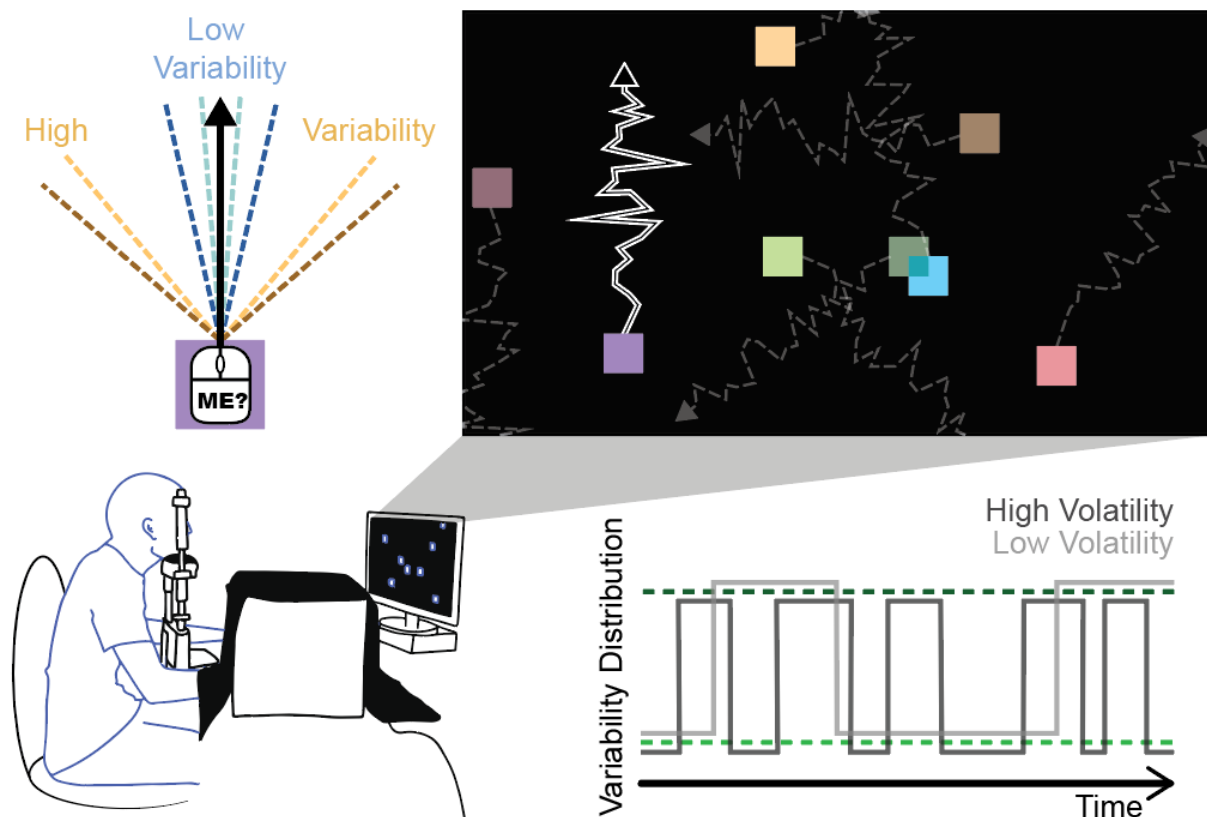 Low
Variability
High
Variability
ME?
High Volatility
Low Volatility
Variability Distribution
Time